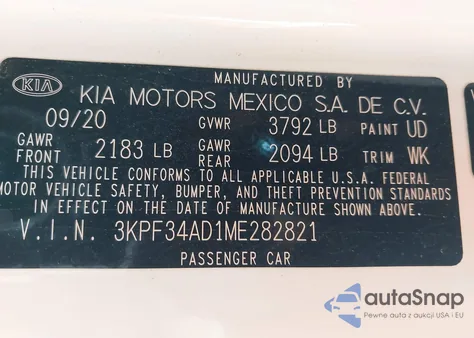 MANUFACTURED BY
KIA KIA MOTORS MEXICO S.A. DE C.V.
09/20 GVWR 3792 LB PAINT UD
GAWR FRONT 2183 LB GAWR REAR 2094 LB TRIM WK
THIS VEHICLE CONFORMS TO ALL APPLICABLE U.S.A. FEDERAL
MOTOR VEHICLE SAFETY, BUMPER, AND THEFT PREVENTION STANDARDS
IN EFFECT ON THE DATE OF MANUFACTURE SHOWN ABOVE.
V.I.N. 3KPF34AD1ME282821
PASSENGER CAR
autoSnap
Pewne auta z aukcji USA i EU